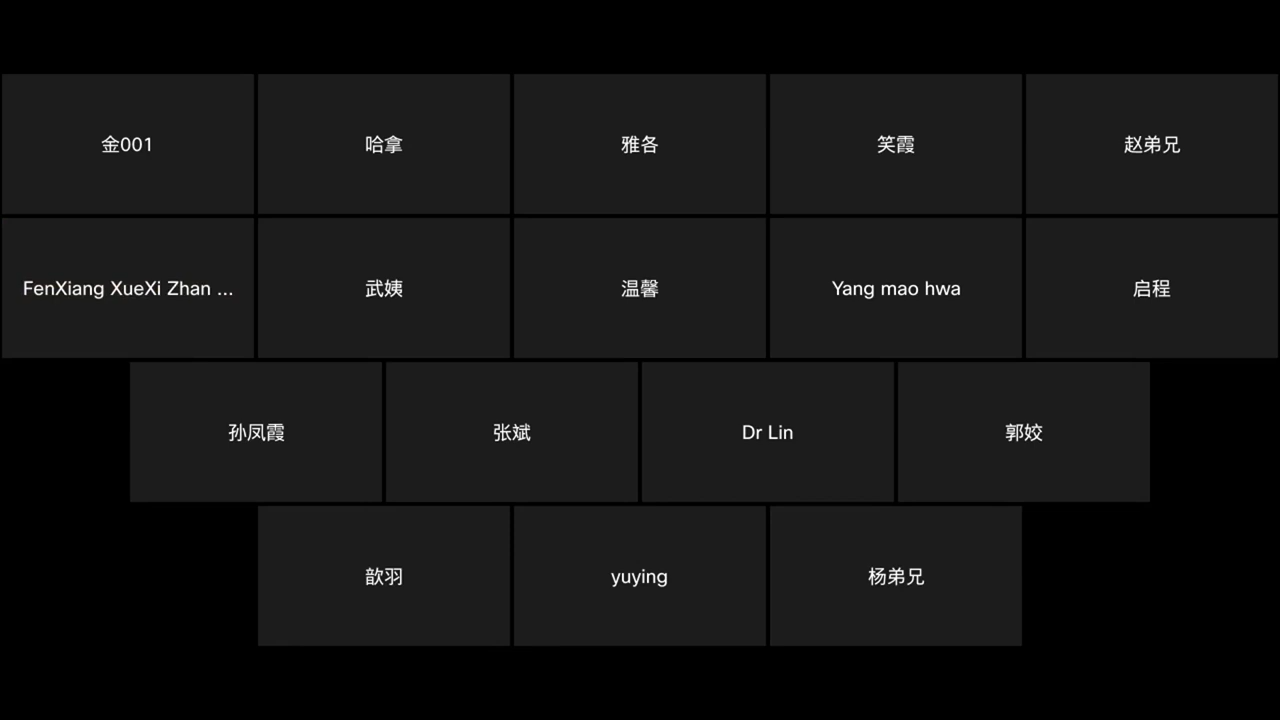 金001
哈拿
雅各
笑霞
赵弟兄
FenXiang XueXi Zhan ...
武姨
温馨
Yang mao hwa
启程
孙凤霞
张斌
Dr Lin
郭姣
歆羽
yuying
杨弟兄